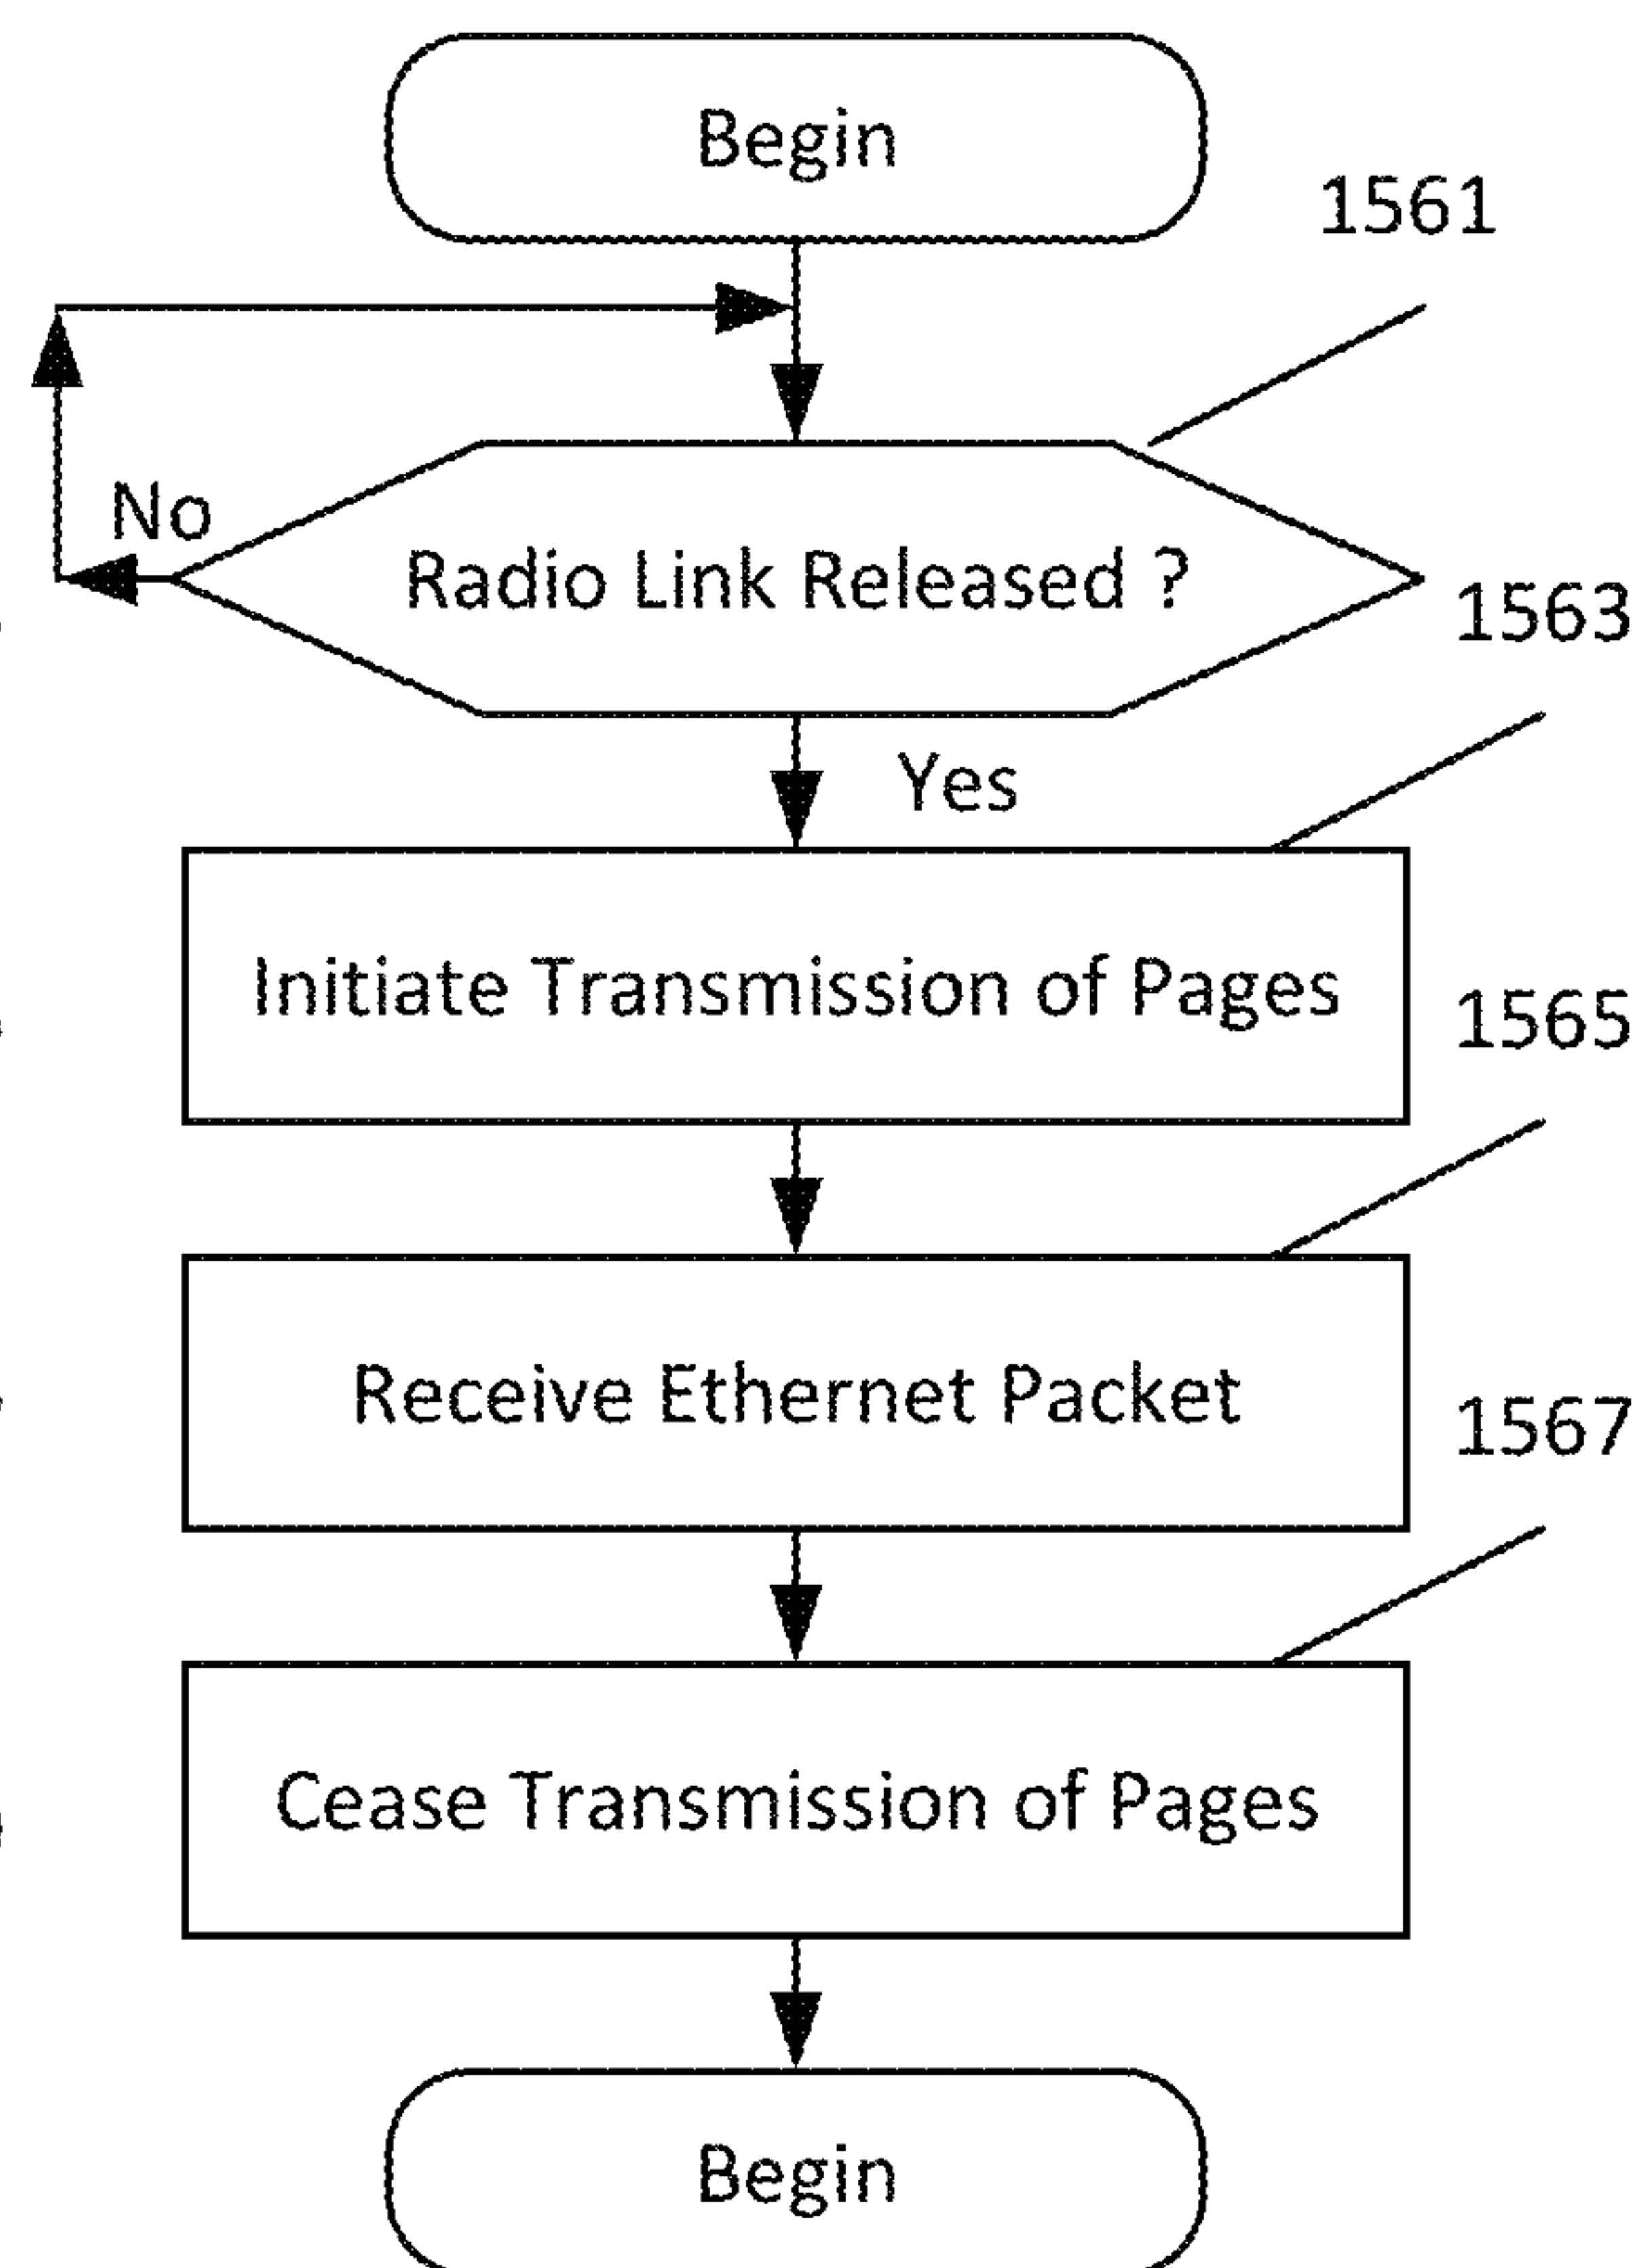 Begin
1561
No
Radio Link Released ?
1563
Yes
Initiate Transmission of Pages
1565
Receive Ethernet Packet
1567
Cease Transmission of Pages
Begin